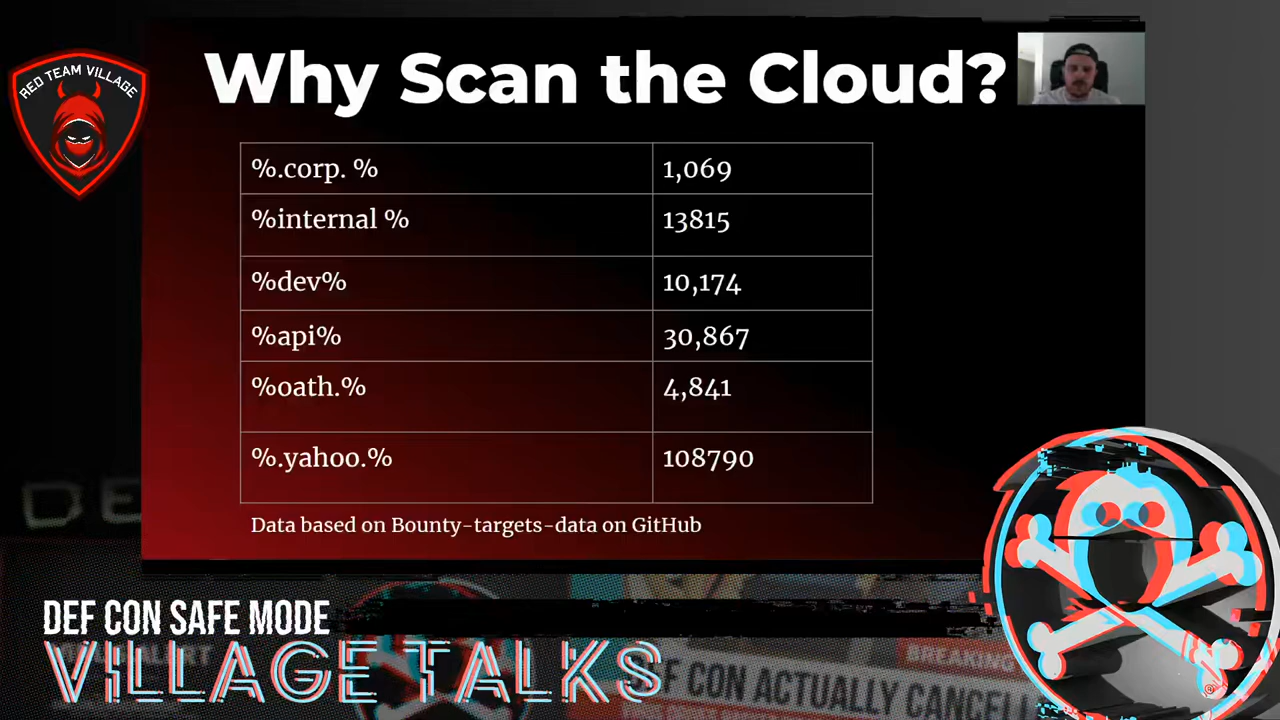 RED TEAM VILLAGE
Why Scan the Cloud?
%.corp. % 1,069
%internal % 13815
%dev% 10,174
%api% 30,867
%oath.% 4,841
%.yahoo.% 108790
Data based on Bounty-targets-data on GitHub
DEF CON SAFE MODE
VILLAGE TALKS
DEF CON ACTUALLY